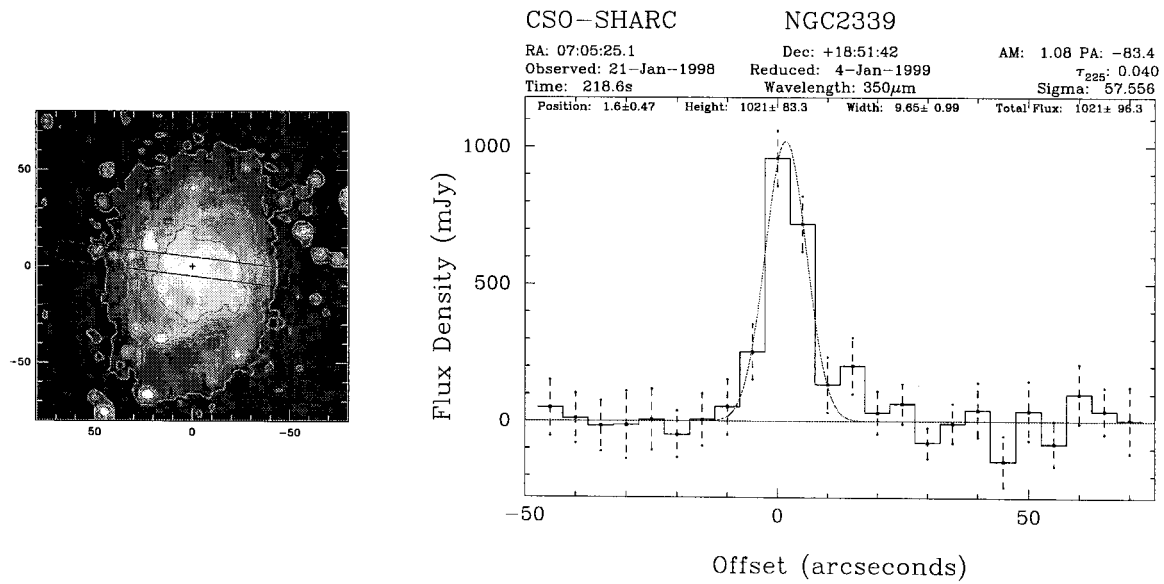 CSO-SHARC NGC2339
RA: 07:05:25.1 Dec: +18:51:42 AM: 1.08 PA: -83.4
Observed: 21-Jan-1998 Reduced: 4-Jan-1999 τ225: 0.040
Time: 218.6s Wavelength: 350μm Sigma: 57.556
Position: 1.6±0.47 Height: 1021±83.3 Width: 9.65±0.99 Total Flux: 1021±96.3
50
0
-50
50 0 -50
Flux Density (mJy)
1000
500
0
-50 0 50
Offset (arcseconds)